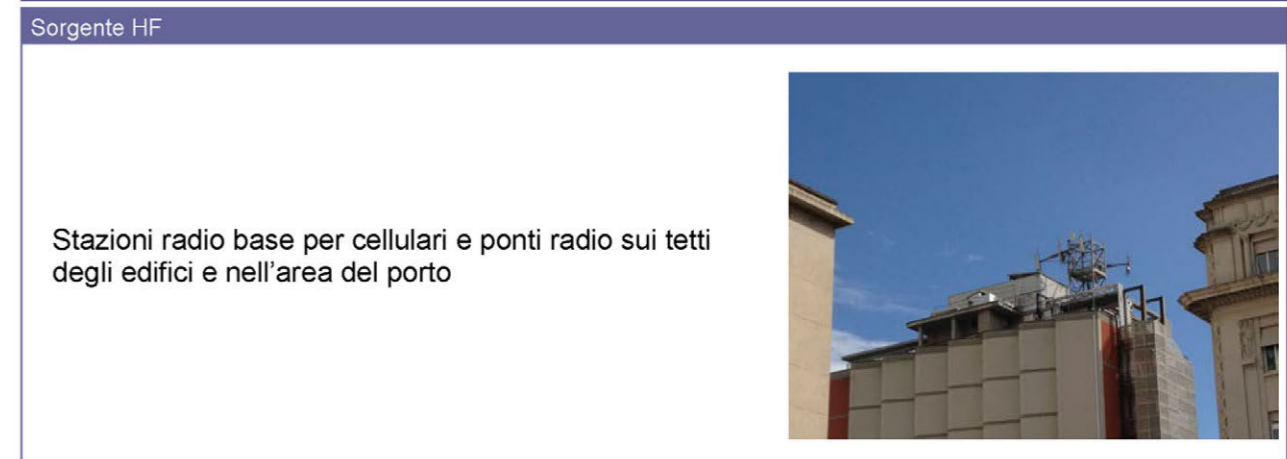 Sorgente HF
Stazioni radio base per cellulari e ponti radio sui tetti
degli edifici e nell'area del porto